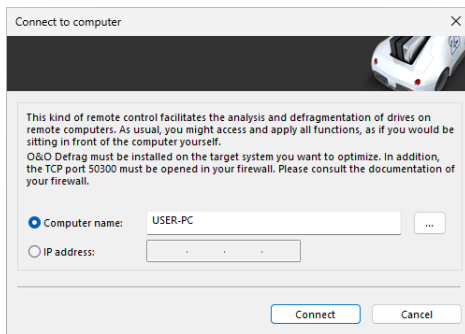 Connect to computer
This kind of remote control facilitates the analysis and defragmentation of drives on
remote computers. As usual, you might access and apply all functions, as if you would be
sitting in front of the computer yourself.
O&O Defrag must be installed on the target system you want to optimize. In addition,
the TCP port 50300 must be opened in your firewall. Please consult the documentation of
your firewall.
Computer name: USER-PC ...
IP address: . . .
Connect Cancel